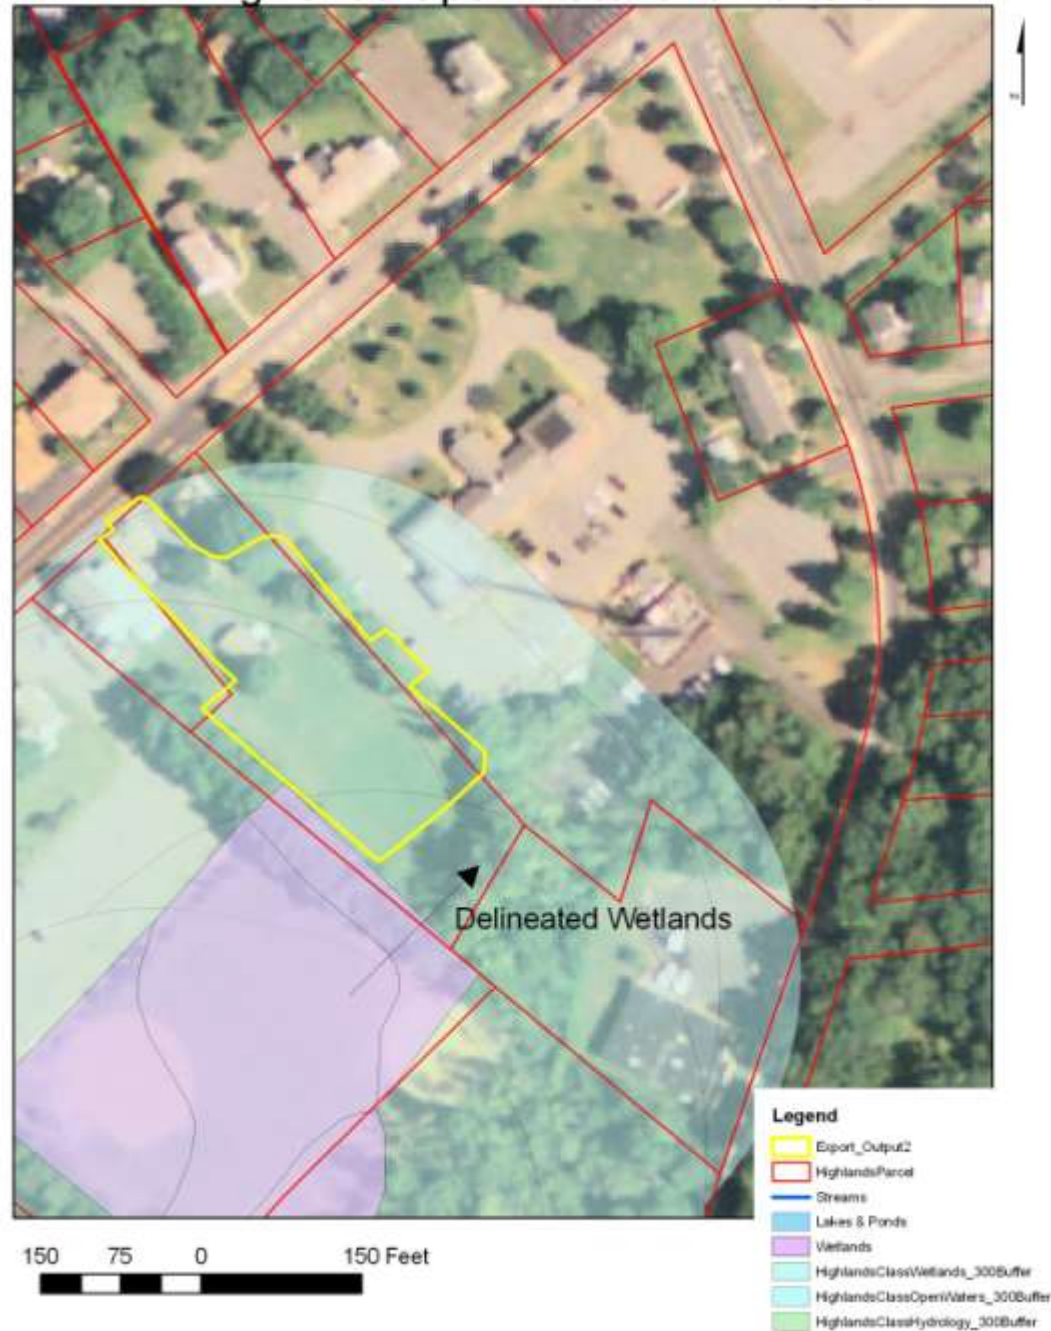 Delineated Wetlands
Legend
Export_Output2
HighlandsParcel
Streams
Lakes & Ponds
Wetlands
HighlandsClassWetlands_300Buffer
HighlandsClassOpenWaters_300Buffer
HighlandsClassHydrology_300Buffer
150 75 0 150 Feet